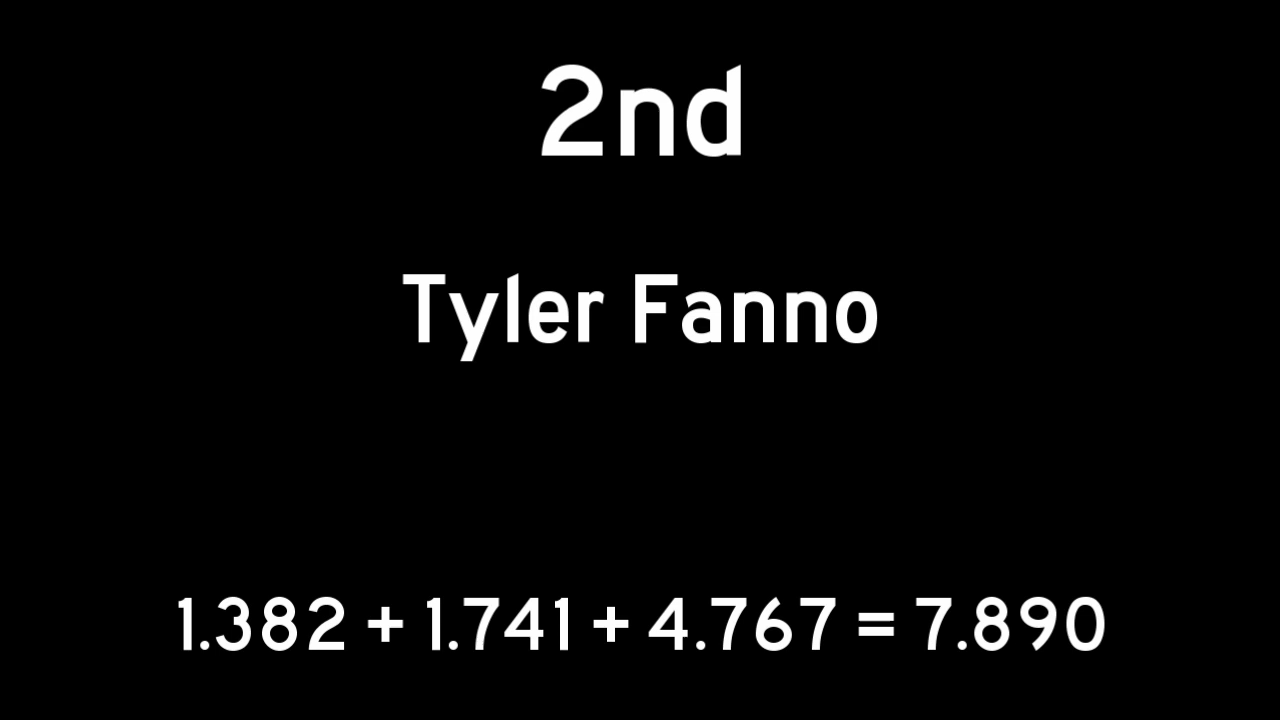 2nd
Tyler Fanno
1.382 + 1.741 + 4.767 = 7.890